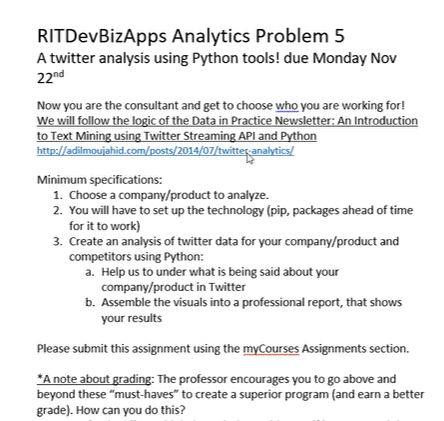 RITDevBizApps Analytics Problem 5
A twitter analysis using Python tools! due Monday Nov
22nd
Now you are the consultant and get to choose who you are working for!
We will follow the logic of the Data in Practice Newsletter: An Introduction
to Text Mining using Twitter Streaming API and Python
http://adilmoujahid.com/posts/2014/07/twitter-analytics/
Minimum specifications:
1. Choose a company/product to analyze.
2. You will have to set up the technology (pip, packages ahead of time
for it to work)
3. Create an analysis of twitter data for your company/product and
competitors using Python:
a. Help us to under what is being said about your
company/product in Twitter
b. Assemble the visuals into a professional report, that shows
your results
Please submit this assignment using the myCourses Assignments section.
*A note about grading: The professor encourages you to go above and
beyond these “must-haves” to create a superior program (and earn a better
grade). How can you do this?